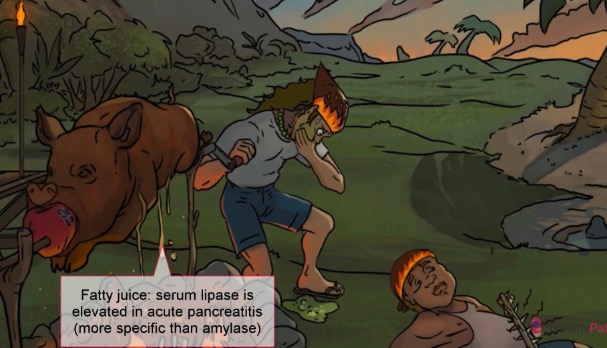 Fatty juice: serum lipase is
elevated in acute pancreatitis
(more specific than amylase)